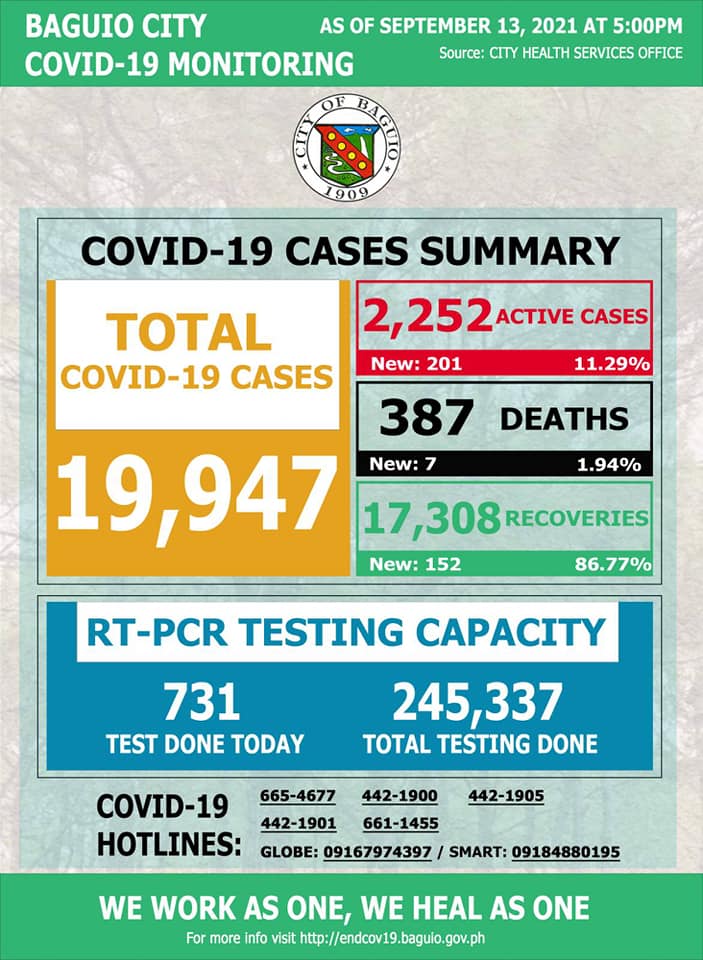 BAGUIO CITY
COVID-19 MONITORING
AS OF SEPTEMBER 13, 2021 AT 5:00PM
Source: CITY HEALTH SERVICES OFFICE
CITY OF BAGUIO
1909
COVID-19 CASES SUMMARY
TOTAL
COVID-19 CASES
19,947
2,252 ACTIVE CASES
New: 201 11.29%
387 DEATHS
New: 7 1.94%
17,308 RECOVERIES
New: 152 86.77%
RT-PCR TESTING CAPACITY
731 245,337
TEST DONE TODAY TOTAL TESTING DONE
COVID-19
HOTLINES:
665-4677 442-1900 442-1905
442-1901 661-1455
GLOBE: 09167974397 / SMART: 09184880195
WE WORK AS ONE, WE HEAL AS ONE
For more info visit http://endcov19.baguio.gov.ph